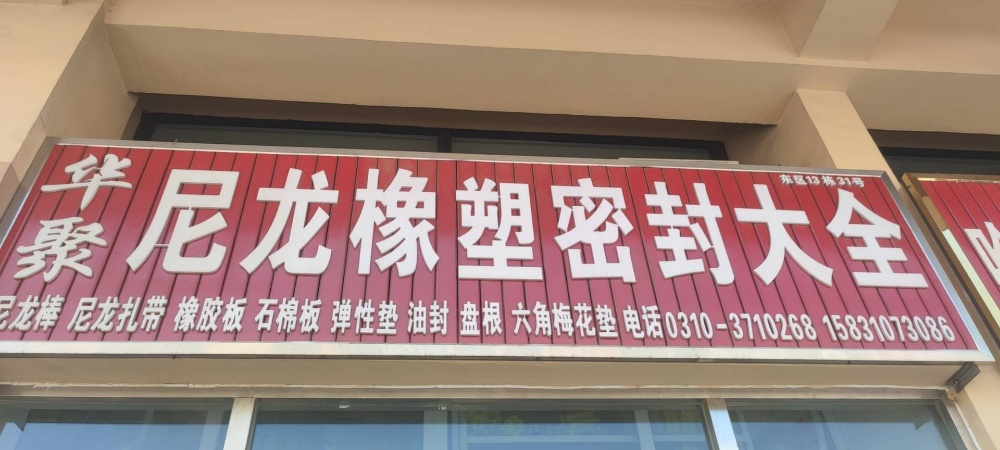 华聚
尼龙橡塑密封大全
东区13栋31号
尼龙棒 尼龙扎带 橡胶板 石棉板 弹性垫 油封 盘根 六角梅花垫 电话0310-3710268 15831073086